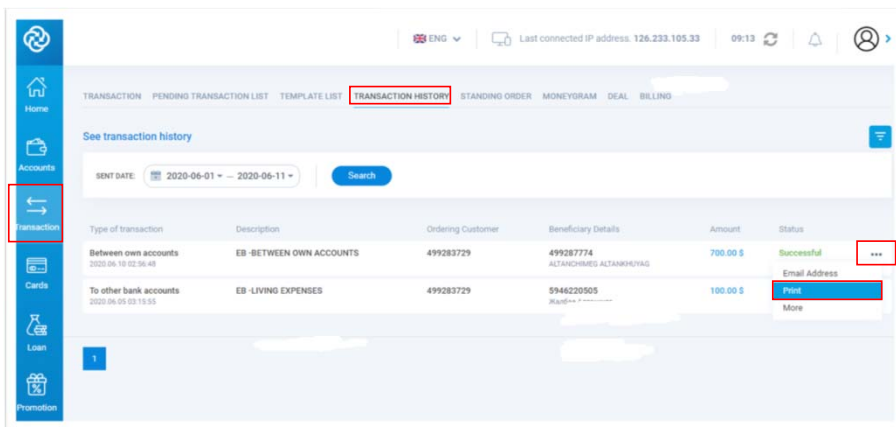 ENG Last connected IP address. 126.233.105.33 09:13
Home
TRANSACTION PENDING TRANSACTION LIST TEMPLATE LIST TRANSACTION HISTORY STANDING ORDER MONEYGRAM DEAL BILLING
See transaction history
Accounts
SENT DATE: 2020-06-01 — 2020-06-11 Search
Transaction
Type of transaction Description Ordering Customer Beneficiary Details Amount Status
Between own accounts EB -BETWEEN OWN ACCOUNTS 499283729 499287774 700.00 $ Successful
2020.06.10 02:56:48 ALTANCHIMEG ALTANKHUYAG
Email Address
Cards
To other bank accounts EB -LIVING EXPENSES 499283729 5946220505 100.00 $ Print
2020.06.05 03:15:55
More
Loan
1
Promotion